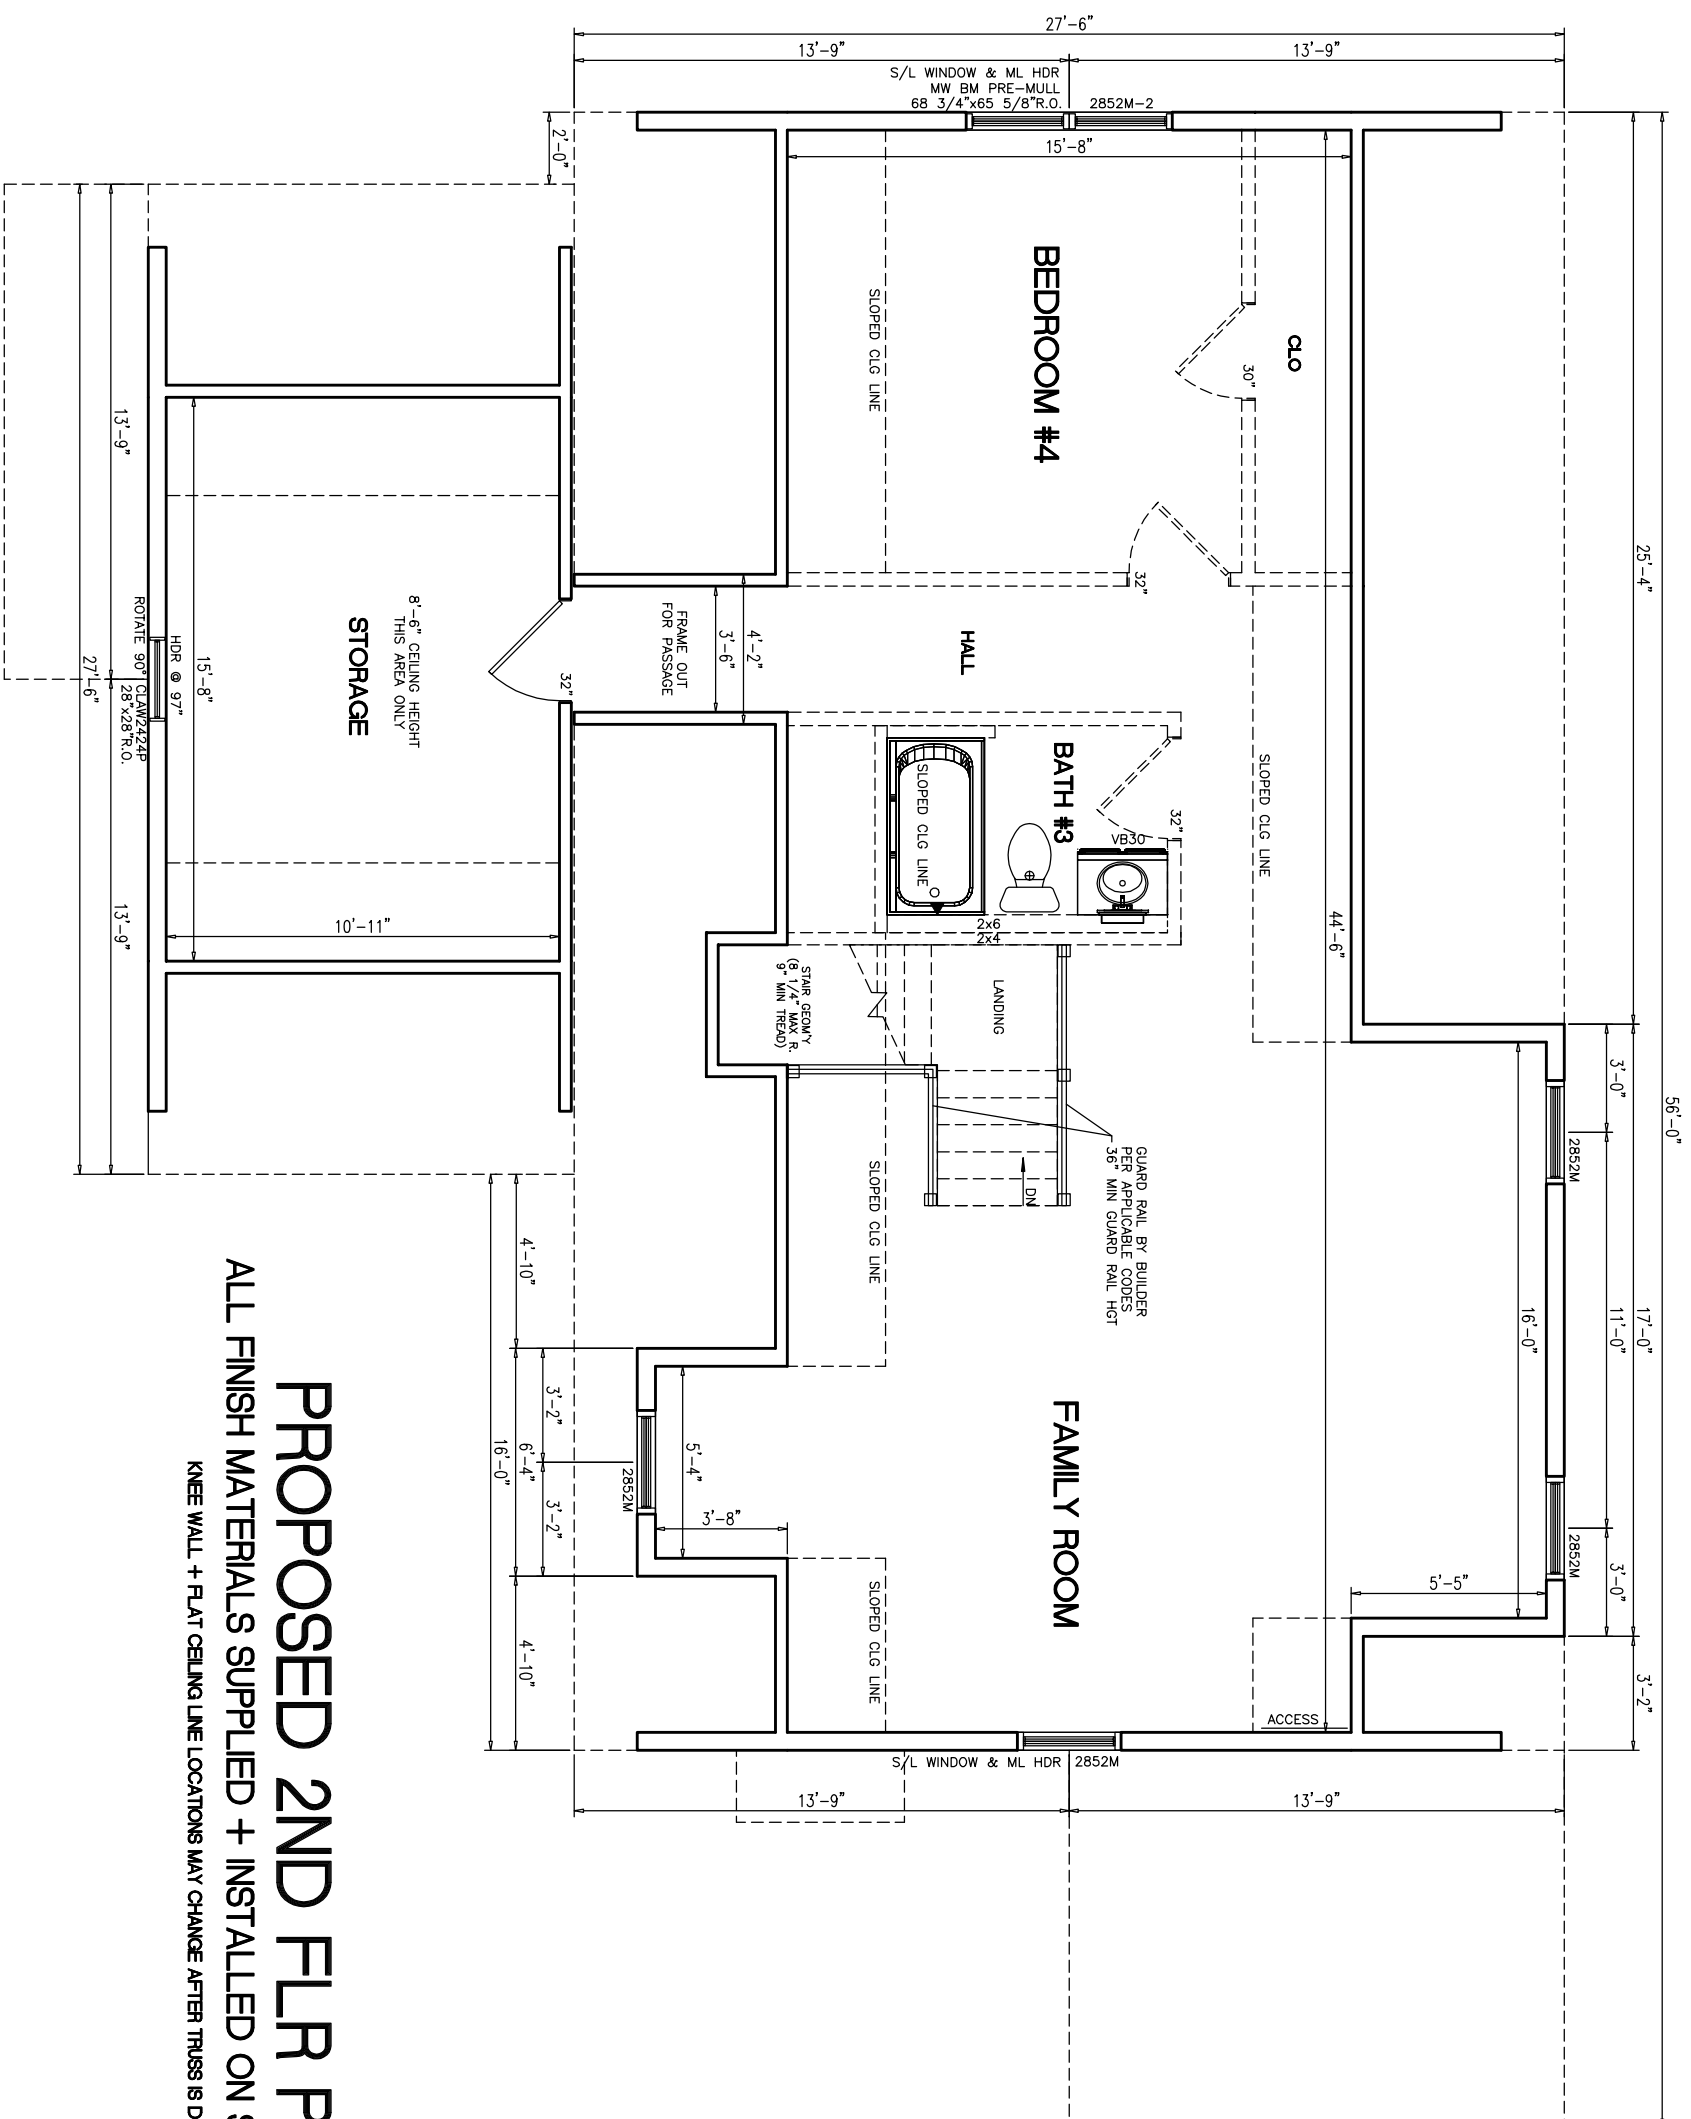 27'-6"
13'-9"
13'-9"
S/L WINDOW & ML HDR
MW BM PRE-MULL
68 3/4"x65 5/8"R.O.
2852M-2
2'-0"
15'-8"
25'-4"
56'-0"
BEDROOM #4
CLO
30"
SLOPED CLG LINE
32"
HALL
4'-2"
3'-6"
FRAME OUT
FOR PASSAGE
32"
8'-6" CEILING HEIGHT
THIS AREA ONLY
STORAGE
15'-8"
HDR @ 97"
ROTATE 90° CLAW2424P
28"x28"R.O.
13'-9"
27'-6"
13'-9"
10'-11"
BATH #3
32"
VB30
SLOPED CLG LINE
SLOPED CLG LINE
2x6
2x4
44'-6"
LANDING
STAIR GEOM'Y
(8 1/4" MAX R.
9" MIN TREAD)
DN
GUARD RAIL BY BUILDER
PER APPLICABLE CODES
36" MIN GUARD RAIL HGT
SLOPED CLG LINE
3'-0"
2852M
17'-0"
11'-0"
16'-0"
2852M
3'-0"
5'-5"
3'-2"
FAMILY ROOM
4'-10"
3'-2"
6'-4"
16'-0"
3'-2"
2852M
5'-4"
3'-8"
4'-10"
SLOPED CLG LINE
ACCESS
S/L WINDOW & ML HDR
2852M
13'-9"
13'-9"
PROPOSED 2ND FLR P
ALL FINISH MATERIALS SUPPLIED + INSTALLED ON S
KNEE WALL + FLAT CEILING LINE LOCATIONS MAY CHANGE AFTER TRUSS IS D